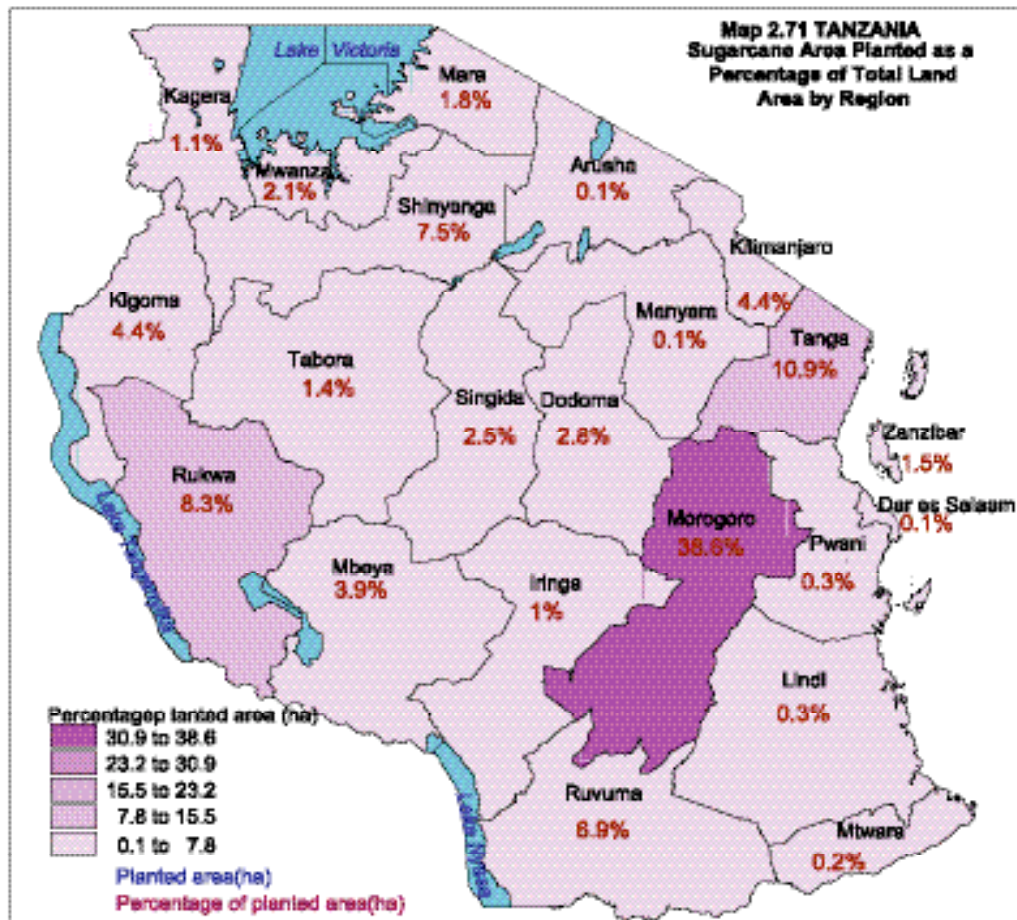 Map 2.71 TANZANIA
Sugarcane Area Planted as a
Percentage of Total Land
Area by Region
Lake Victoria
Mara
1.8%
Kagera
1.1%
Mwanza
2.1%
Arusha
0.1%
Shinyanga
7.5%
Kilimanjaro
4.4%
Kigoma
4.4%
Manyara
0.1%
Tanga
10.9%
Tabora
1.4%
Singida
2.5%
Dodoma
2.8%
Zanzibar
1.5%
Rukwa
8.3%
Dar es Salaam
0.1%
Morogoro
38.6%
Pwani
0.3%
Lake Tanganyika
Mbeya
3.9%
Iringa
1%
Lindi
0.3%
Ruvuma
6.9%
Mtwara
0.2%
Lake Nyasa
Percentagep lanted area (ha)
30.9 to 38.6
23.2 to 30.9
15.5 to 23.2
7.8 to 15.5
0.1 to 7.8
Planted area(ha)
Percentage of planted area(ha)